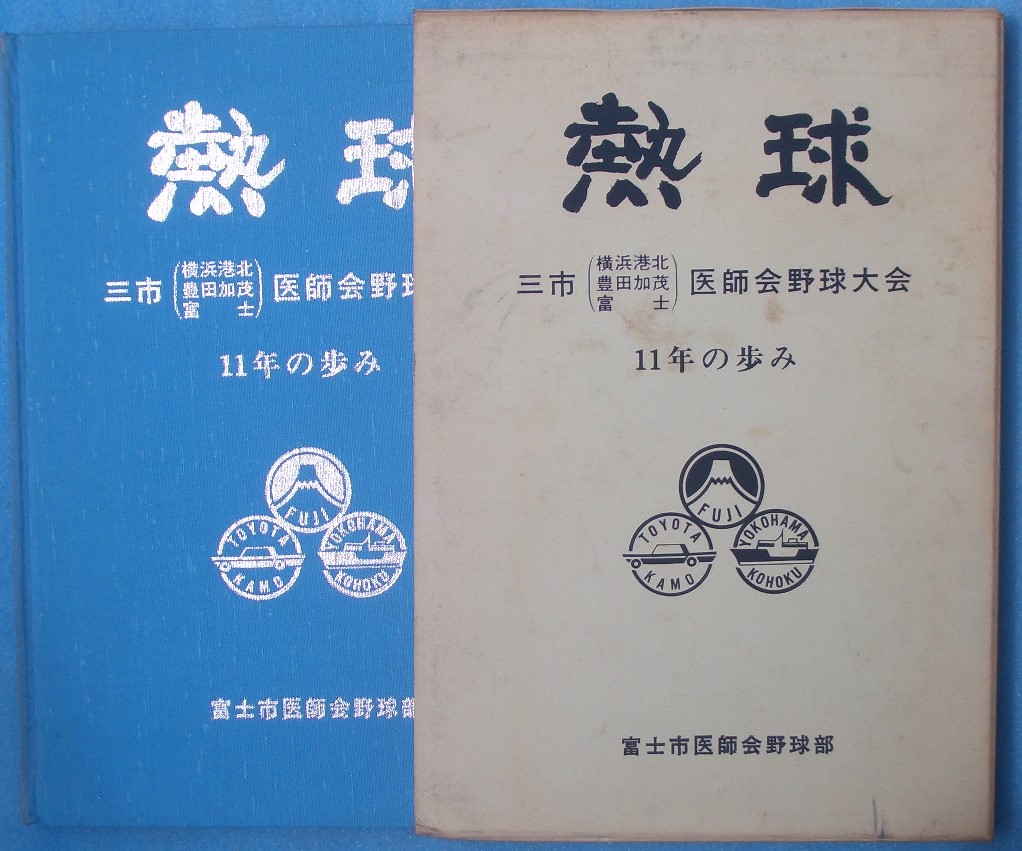 熱球
三市(横浜港北 豊田加茂 富士)医師会野球
11年の歩み
FUJI
TOYOTA KAMO
YOKOHAMA KOHOKU
富士市医師会野球部
熱球
三市(横浜港北 豊田加茂 富士)医師会野球大会
11年の歩み
FUJI
TOYOTA KAMO
YOKOHAMA KOHOKU
富士市医師会野球部